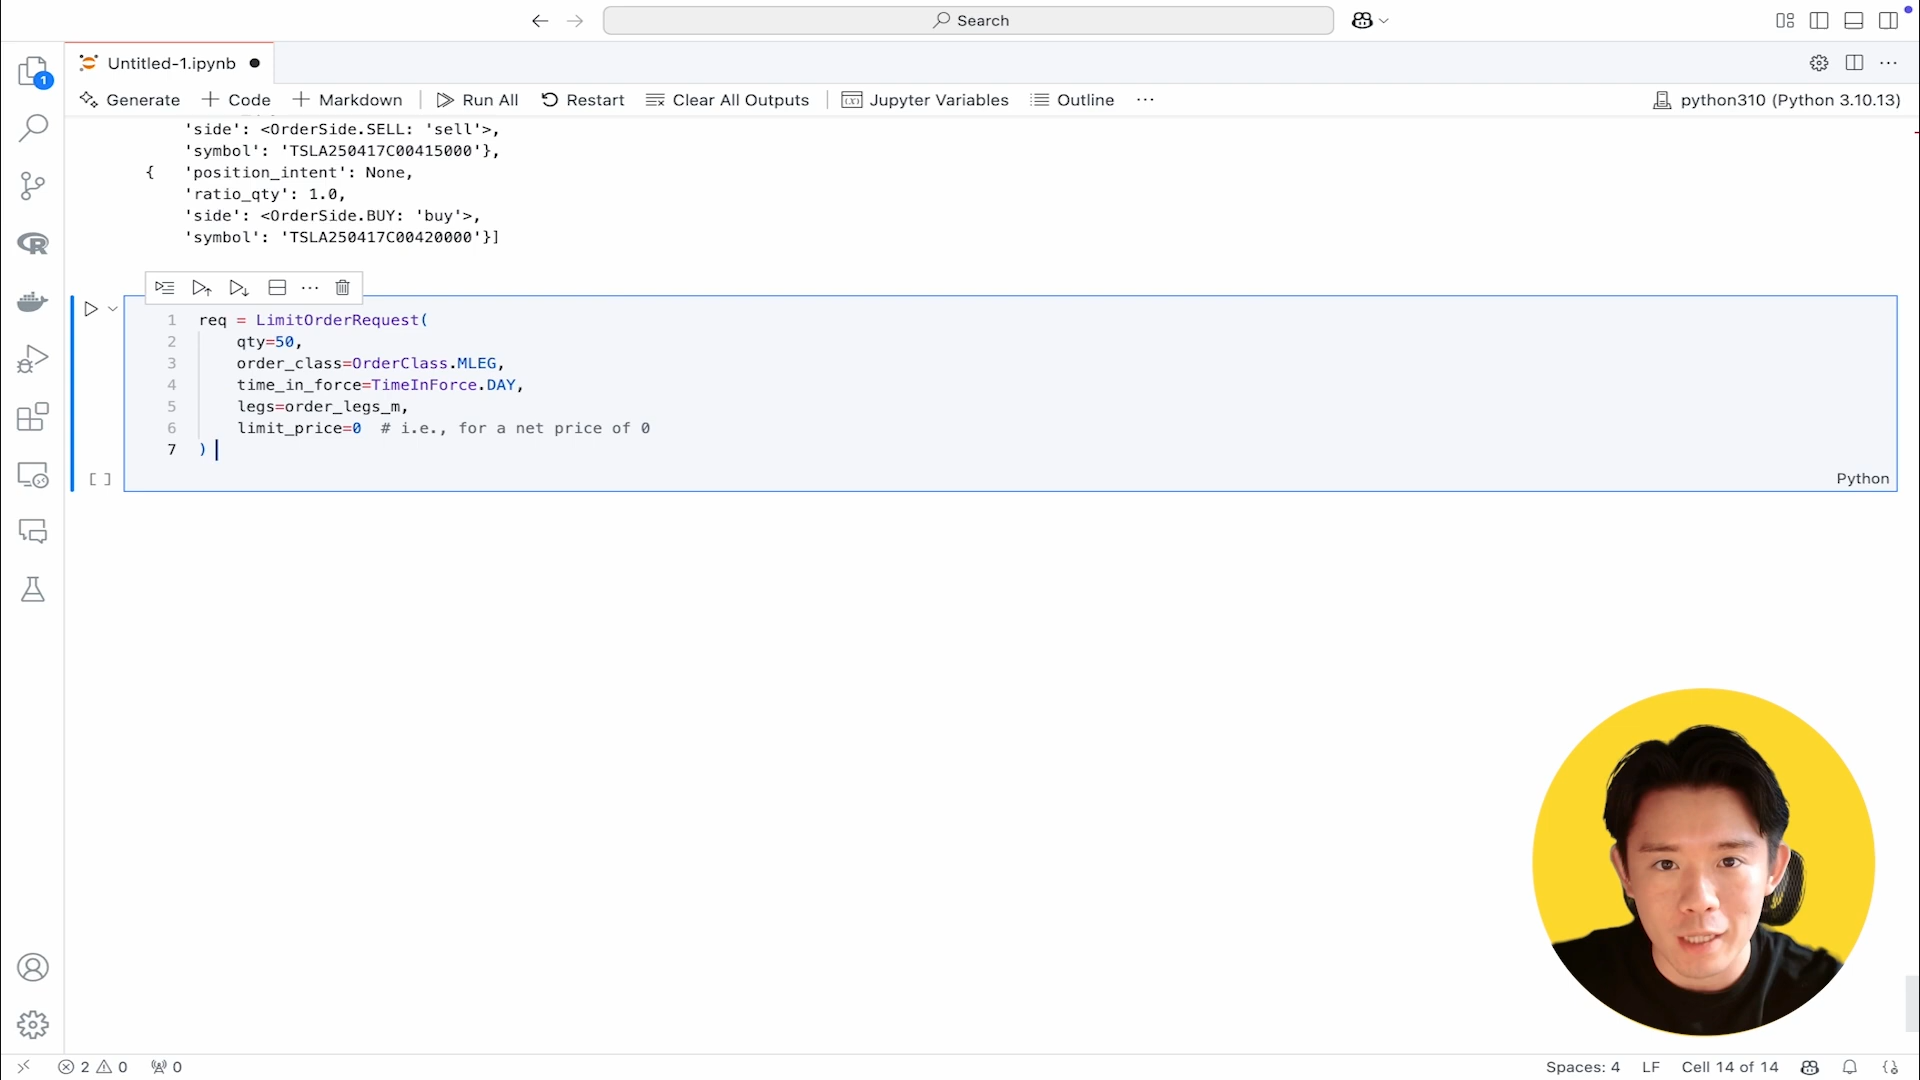 Search
Untitled-1.ipynb
1
Generate
Code
Markdown
Run All
Restart
Clear All Outputs
Jupyter Variables
Outline
python310 (Python 3.10.13)
'side': <OrderSide.SELL: 'sell'>,
'symbol': 'TSLA250417C00415000'},
{ 'position_intent': None,
'ratio_qty': 1.0,
'side': <OrderSide.BUY: 'buy'>,
'symbol': 'TSLA250417C00420000'}]
1 req = LimitOrderRequest(
2 qty=50,
3 order_class=OrderClass.MLEG,
4 time_in_force=TimeInForce.DAY,
5 legs=order_legs_m,
6 limit_price=0 # i.e., for a net price of 0
7 )
[ ]
Python
2 0 0
Spaces: 4 LF Cell 14 of 14